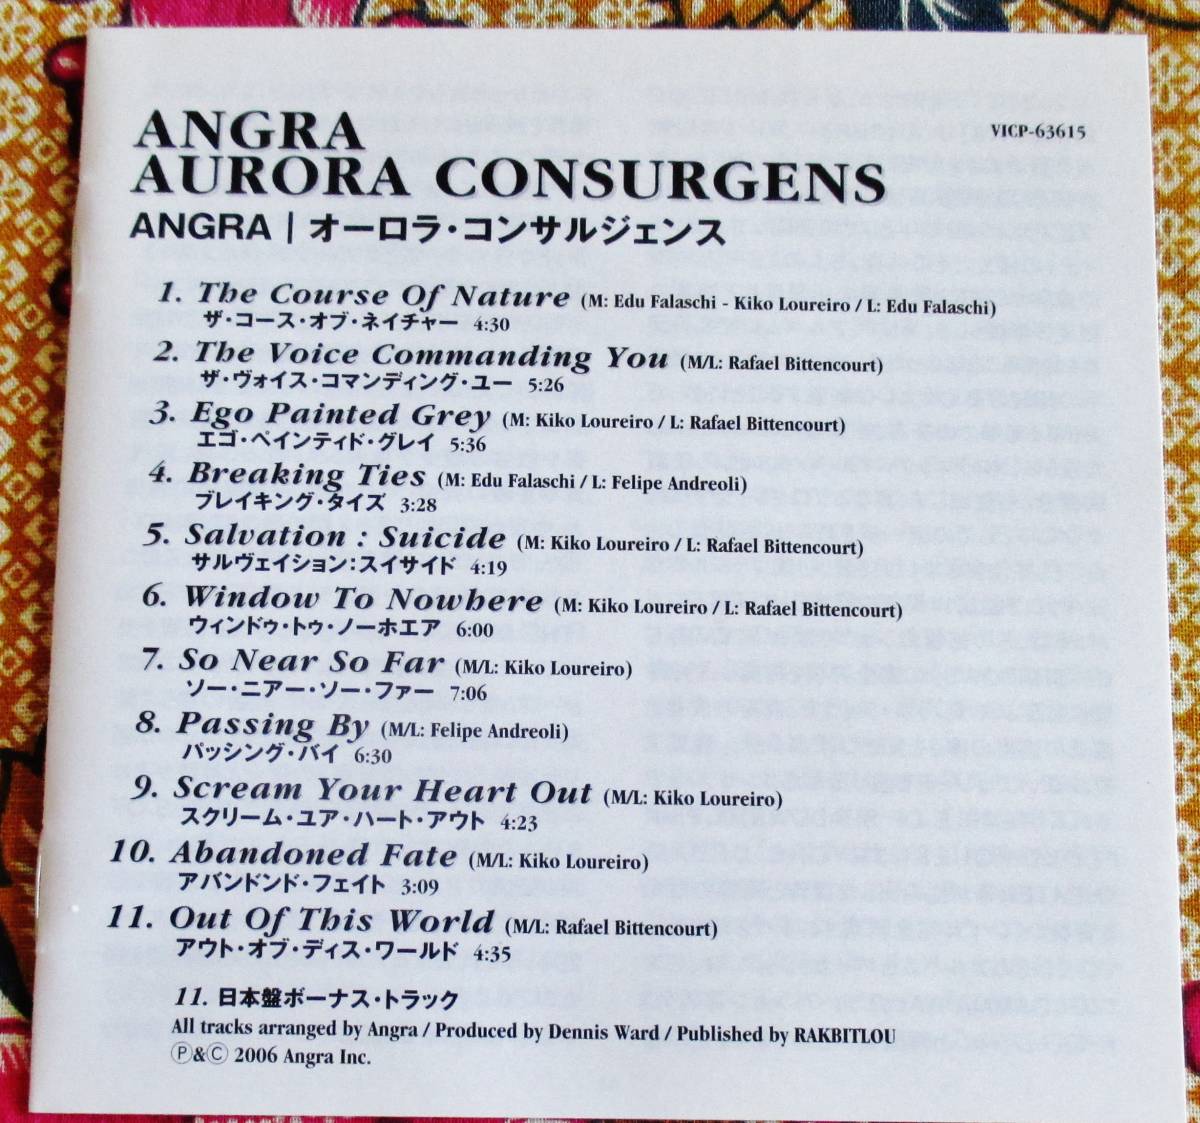 ANGRA
VICP-63615
AURORA CONSURGENS
ANGRA | オーロラ・コンサルジェンス
1. The Course Of Nature (M: Edu Falaschi - Kiko Loureiro / L: Edu Falaschi)
ザ・コース・オブ・ネイチャー 4:30
2. The Voice Commanding You (M/L: Rafael Bittencourt)
ザ・ヴォイス・コマンディング・ユー 5:26
3. Ego Painted Grey (M: Kiko Loureiro / L: Rafael Bittencourt)
エゴ・ペインティド・グレイ 5:36
4. Breaking Ties (M: Edu Falaschi / L: Felipe Andreoli)
ブレイキング・タイズ 3:28
5. Salvation : Suicide (M: Kiko Loureiro / L: Rafael Bittencourt)
サルヴェイション:スイサイド 4:19
6. Window To Nowhere (M: Kiko Loureiro / L: Rafael Bittencourt)
ウィンドゥ・トゥ・ノーホエア 6:00
7. So Near So Far (M/L: Kiko Loureiro)
ソー・ニアー・ソー・ファー 7:06
8. Passing By (M/L: Felipe Andreoli)
パッシング・バイ 6:30
9. Scream Your Heart Out (M/L: Kiko Loureiro)
スクリーム・ユア・ハート・アウト 4:23
10. Abandoned Fate (M/L: Kiko Loureiro)
アバンドンド・フェイト 3:09
11. Out Of This World (M/L: Rafael Bittencourt)
アウト・オブ・ディス・ワールド 4:35
11. 日本盤ボーナス・トラック
All tracks arranged by Angra / Produced by Dennis Ward / Published by RAKBITLOU
Ⓟ&Ⓒ 2006 Angra Inc.